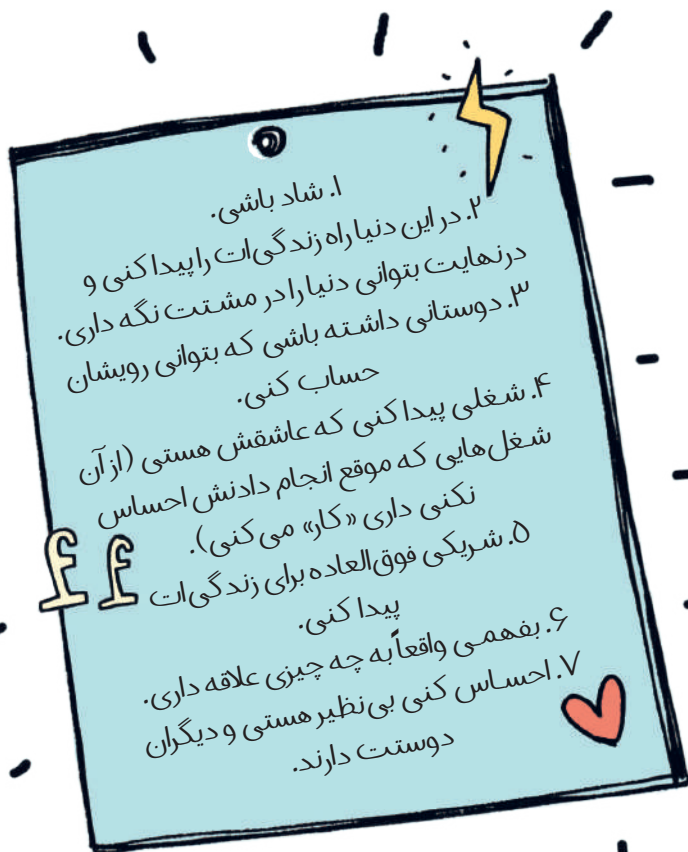 ۱. شاد باشی.
۲. در این دنیا راه زندگی‌ات را پیدا کنی و
درنهایت بتوانی دنیا را در مشتت نگه داری.
۳. دوستانی داشته باشی که بتوانی رویشان
حساب کنی.
۴. شغلی پیدا کنی که عاشقش هستی (از آن
شغل‌هایی که موقع انجام دادنش احساس
نکنی داری «کار» می‌کنی).
۵. شریکی فوق‌العاده برای زندگی‌ات
پیدا کنی.
۶. بفهمی واقعاً به چه چیزی علاقه داری.
۷. احساس کنی بی‌نظیر هستی و دیگران
دوستت دارند.
££